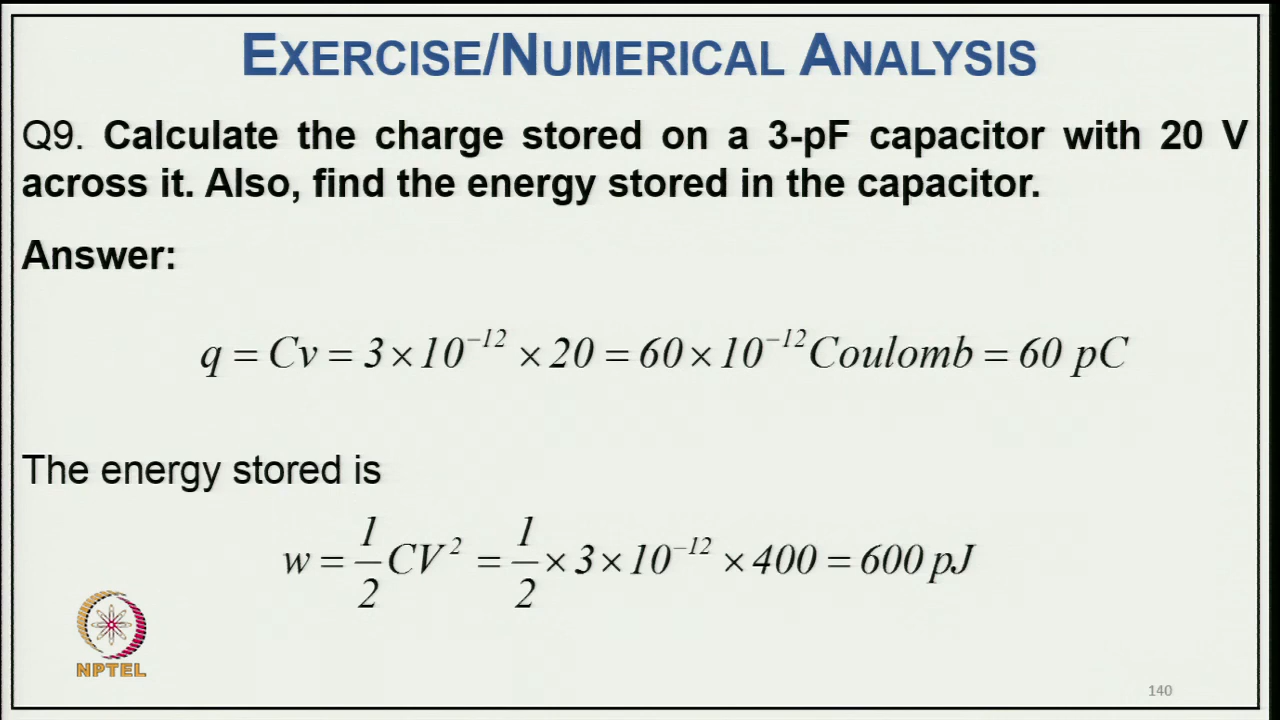 EXERCISE/NUMERICAL ANALYSIS
Q9. Calculate the charge stored on a 3-pF capacitor with 20 V
across it. Also, find the energy stored in the capacitor.
Answer:
q = Cv = 3 × 10⁻¹² × 20 = 60 × 10⁻¹² Coulomb = 60 pC
The energy stored is
w = 1/2 CV² = 1/2 × 3 × 10⁻¹² × 400 = 600 pJ
NPTEL
140